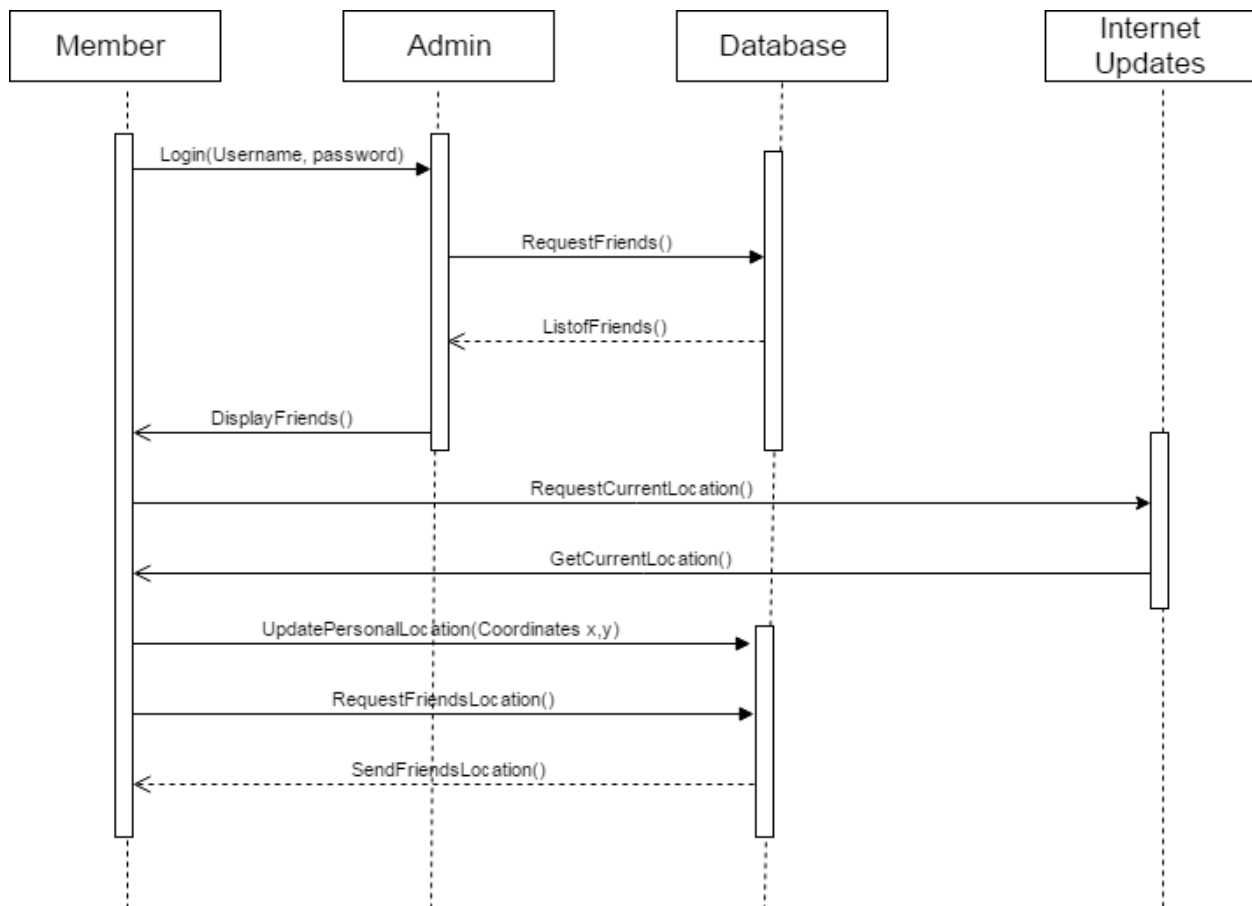 Member
Admin
Database
Internet
Updates
Login(Username, password)
RequestFriends()
ListofFriends()
DisplayFriends()
RequestCurrentLocation()
GetCurrentLocation()
UpdatePersonalLocation(Coordinates x,y)
RequestFriendsLocation()
SendFriendsLocation()